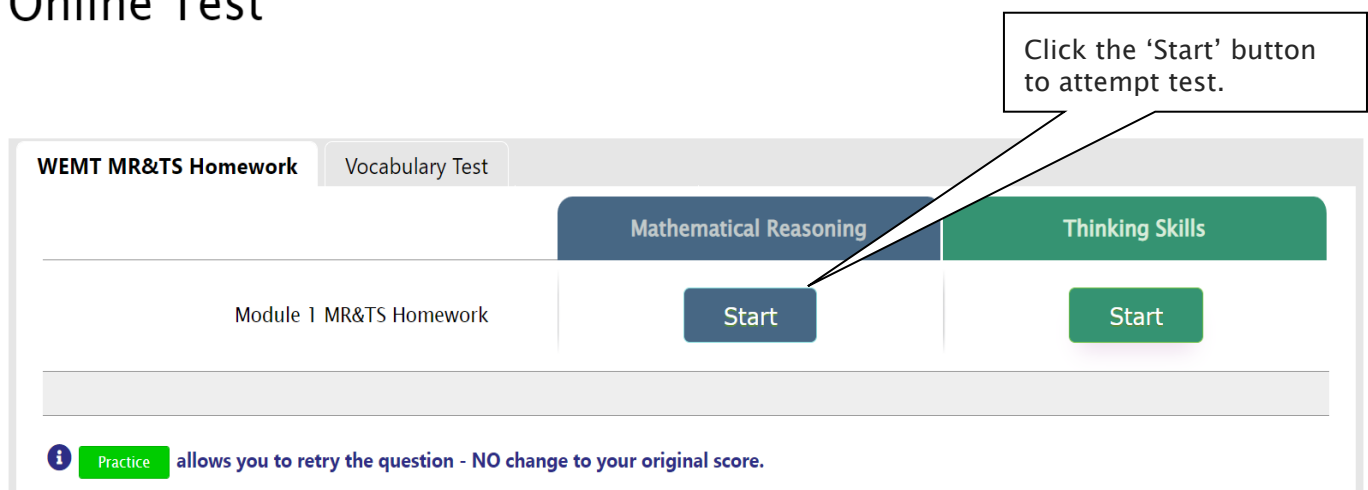 Online Test
Click the ‘Start’ button
to attempt test.
WEMT MR&TS Homework
Vocabulary Test
Mathematical Reasoning
Thinking Skills
Module 1 MR&TS Homework
Start
Start
Practice allows you to retry the question - NO change to your original score.